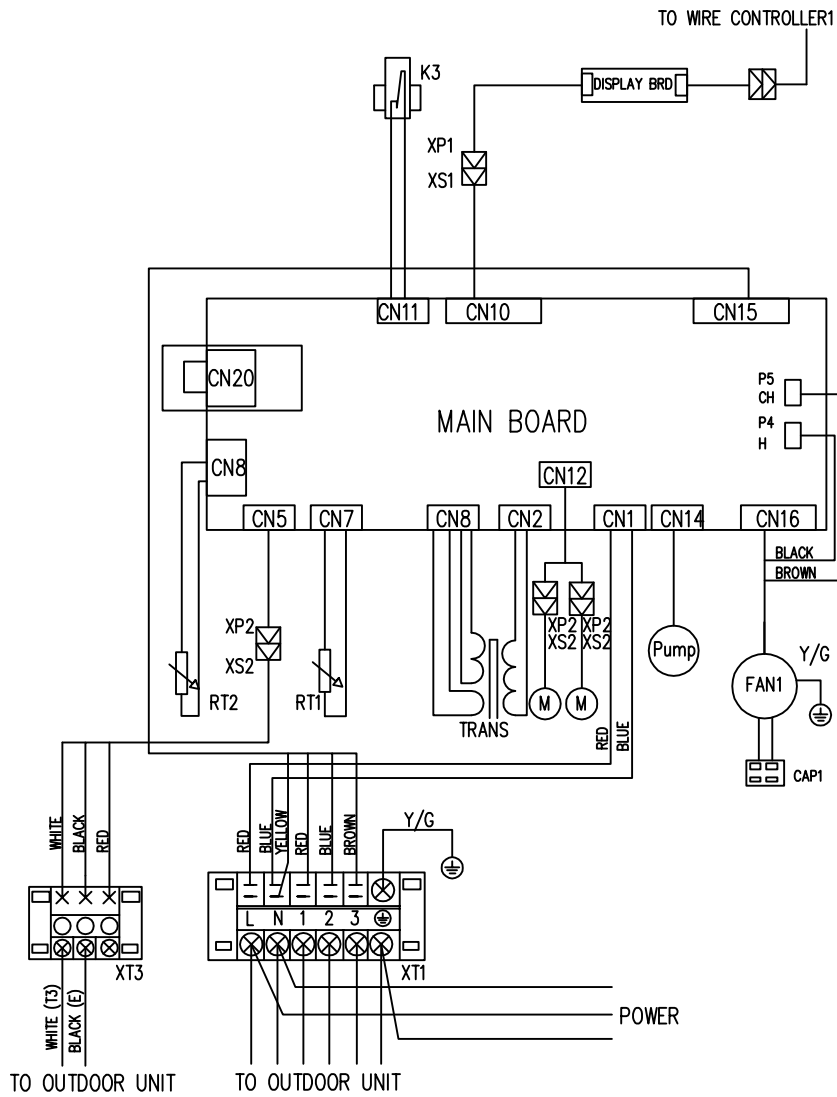 TO WIRE CONTROLLER1
K3
DISPLAY BRD
XP1
XS1
CN11
CN10
CN15
CN20
P5
CH
MAIN BOARD
P4
H
CN8
CN12
CN5
CN7
CN8
CN2
CN1
CN14
CN16
BLACK
BROWN
XP2
XS2
XP2
XS2
XP2
XS2
Pump
Y/G
FAN1
RT2
RT1
M
M
TRANS
RED
BLUE
CAP1
WHITE
BLACK
RED
RED
BLUE
YELLOW
RED
BLUE
BROWN
Y/G
L N 1 2 3
XT3
XT1
WHITE (T3)
BLACK (E)
POWER
TO OUTDOOR UNIT
TO OUTDOOR UNIT